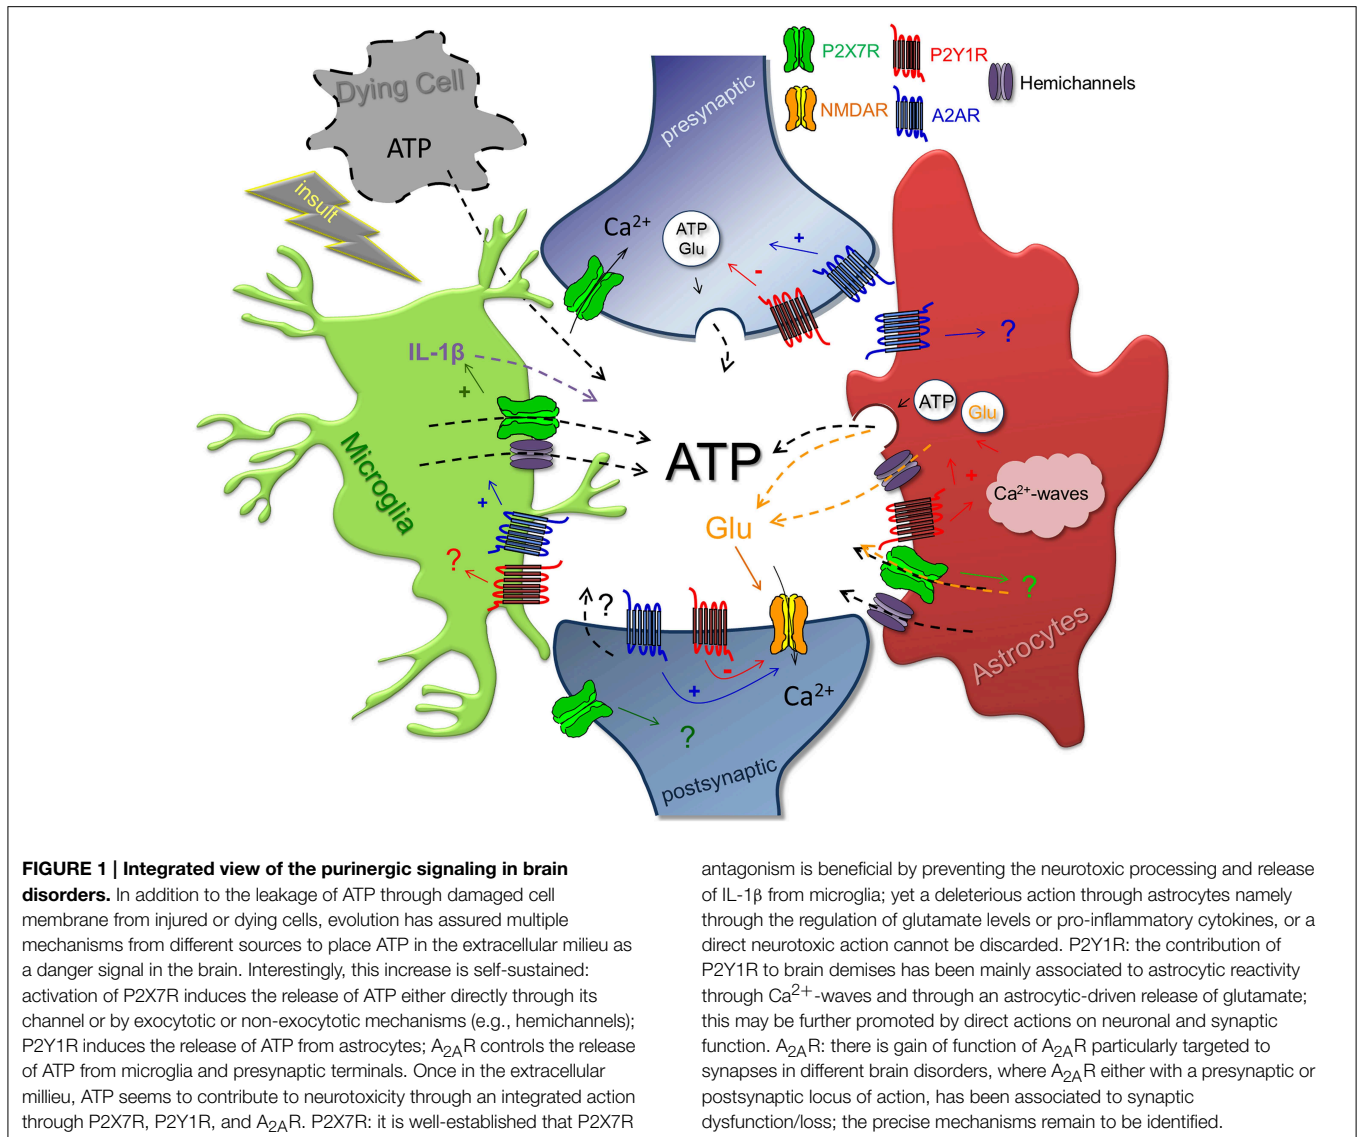 P2X7R
P2Y1R
Hemichannels
NMDAR
A2AR
Dying Cell
ATP
insult
presynaptic
Ca2+
ATP
Glu
+
-
?
IL-1β
+
Microglia
ATP
ATP
Glu
+
Ca2+-waves
Glu
+
?
?
?
Astrocytes
-
+
Ca2+
?
postsynaptic
FIGURE 1 | Integrated view of the purinergic signaling in brain
disorders. In addition to the leakage of ATP through damaged cell
membrane from injured or dying cells, evolution has assured multiple
mechanisms from different sources to place ATP in the extracellular milieu as
a danger signal in the brain. Interestingly, this increase is self-sustained:
activation of P2X7R induces the release of ATP either directly through its
channel or by exocytotic or non-exocytotic mechanisms (e.g., hemichannels);
P2Y1R induces the release of ATP from astrocytes; A2AR controls the release
of ATP from microglia and presynaptic terminals. Once in the extracellular
millieu, ATP seems to contribute to neurotoxicity through an integrated action
through P2X7R, P2Y1R, and A2AR. P2X7R: it is well-established that P2X7R
antagonism is beneficial by preventing the neurotoxic processing and release
of IL-1β from microglia; yet a deleterious action through astrocytes namely
through the regulation of glutamate levels or pro-inflammatory cytokines, or a
direct neurotoxic action cannot be discarded. P2Y1R: the contribution of
P2Y1R to brain demises has been mainly associated to astrocytic reactivity
through Ca2+-waves and through an astrocytic-driven release of glutamate;
this may be further promoted by direct actions on neuronal and synaptic
function. A2AR: there is gain of function of A2AR particularly targeted to
synapses in different brain disorders, where A2AR either with a presynaptic or
postsynaptic locus of action, has been associated to synaptic
dysfunction/loss; the precise mechanisms remain to be identified.